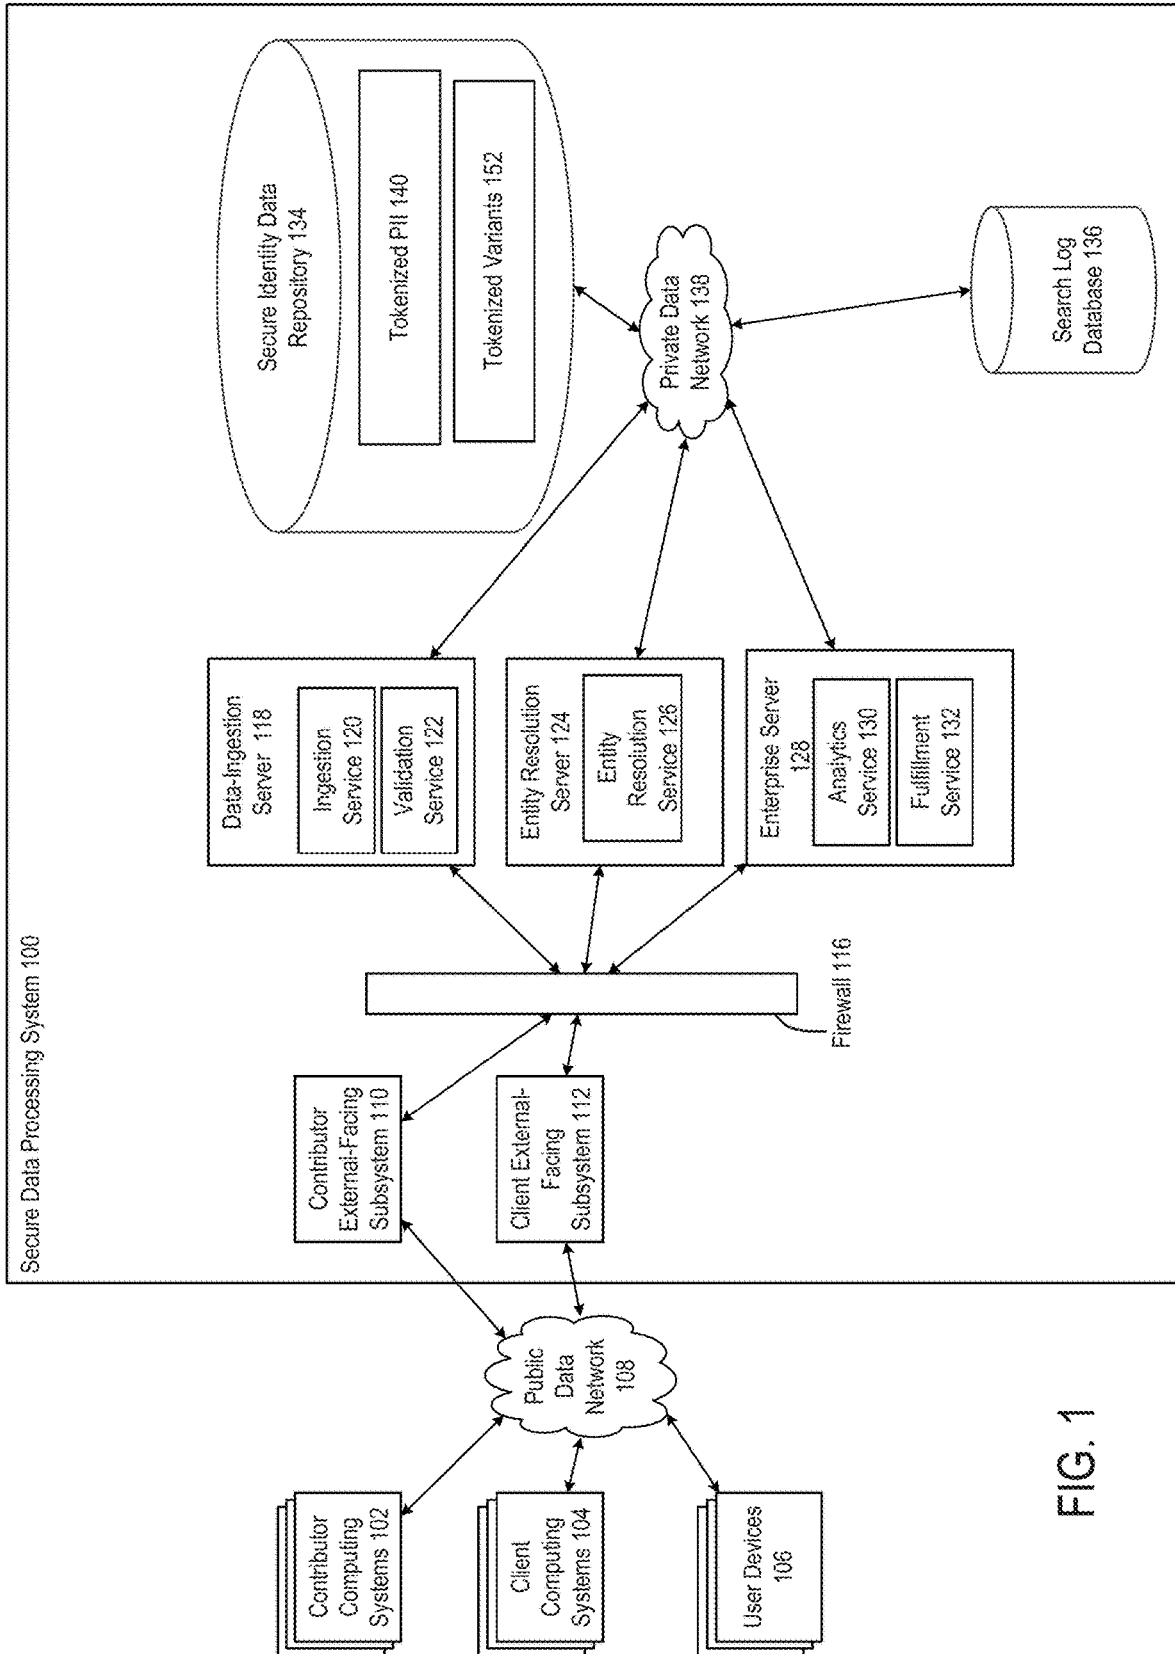 Secure Data Processing System 100
Contributor
Computing
Systems 102
Client
Computing
Systems 104
User Devices
106
Public
Data
Network
108
Contributor
External-Facing
Subsystem 110
Client External-
Facing
Subsystem 112
Firewall 116
Data-Ingestion
Server 118
Ingestion
Service 120
Validation
Service 122
Entity Resolution
Server 124
Entity
Resolution
Service 126
Enterprise Server
128
Analytics
Service 130
Fulfillment
Service 132
Secure Identity Data
Repository 134
Tokenized PII 140
Tokenized Variants 152
Private Data
Network 138
Search Log
Database 136
FIG. 1